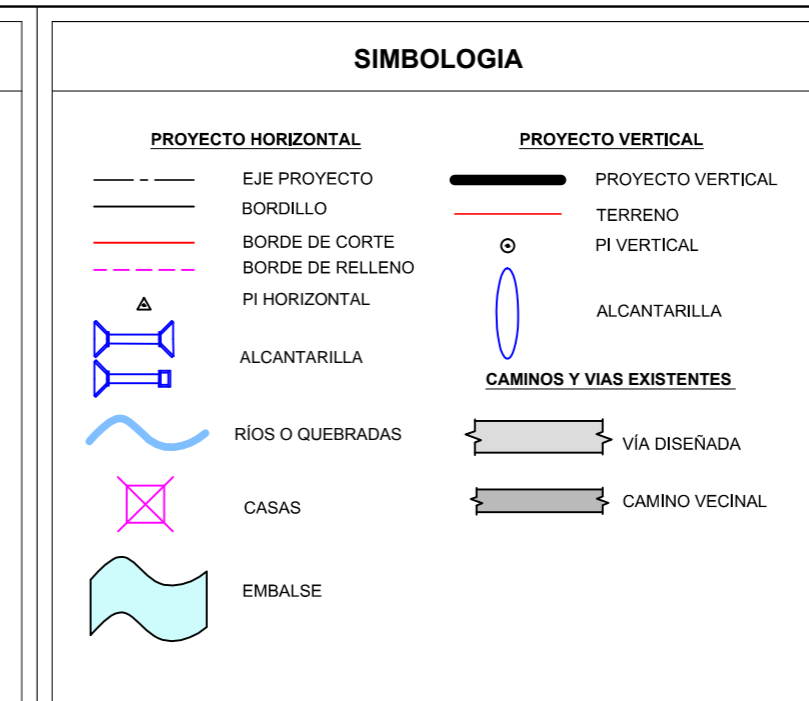 SIMBOLOGIA
PROYECTO HORIZONTAL
EJE PROYECTO
BORDILLO
BORDE DE CORTE
BORDE DE RELLENO
PI HORIZONTAL
ALCANTARILLA
RÍOS O QUEBRADAS
CASAS
EMBALSE
PROYECTO VERTICAL
PROYECTO VERTICAL
TERRENO
PI VERTICAL
ALCANTARILLA
CAMINOS Y VIAS EXISTENTES
VÍA DISEÑADA
CAMINO VECINAL